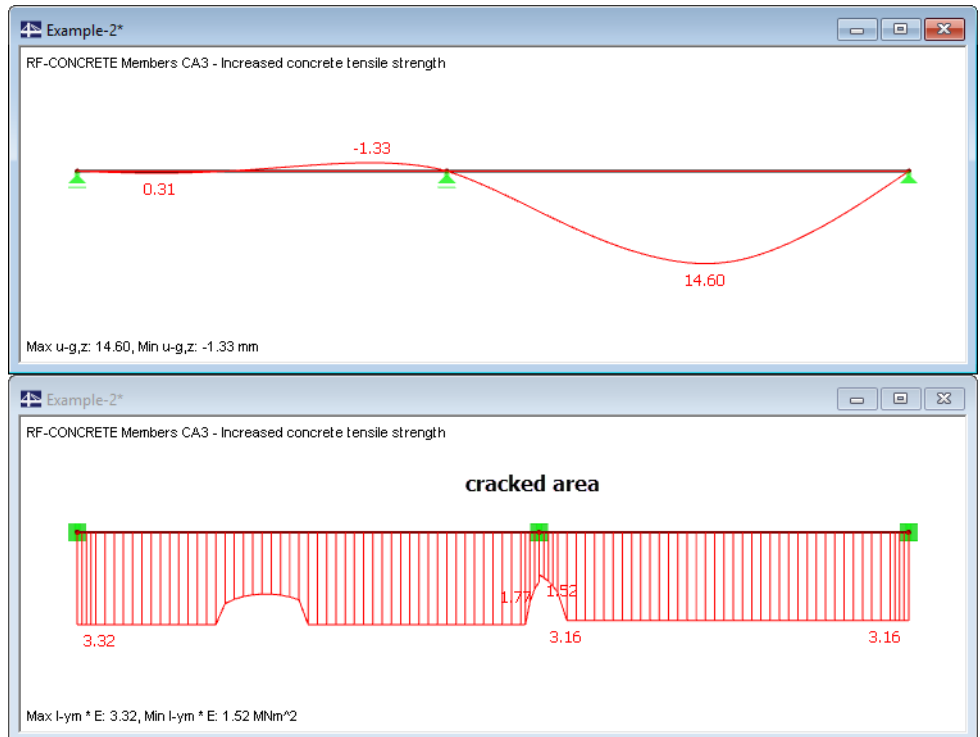 Example-2*
RF-CONCRETE Members CA3 - Increased concrete tensile strength
-1.33
0.31
14.60
Max u-g,z: 14.60, Min u-g,z: -1.33 mm
Example-2*
RF-CONCRETE Members CA3 - Increased concrete tensile strength
cracked area
1.77 1.52
3.32 3.16 3.16
Max I-ym * E: 3.32, Min I-ym * E: 1.52 MNm^2